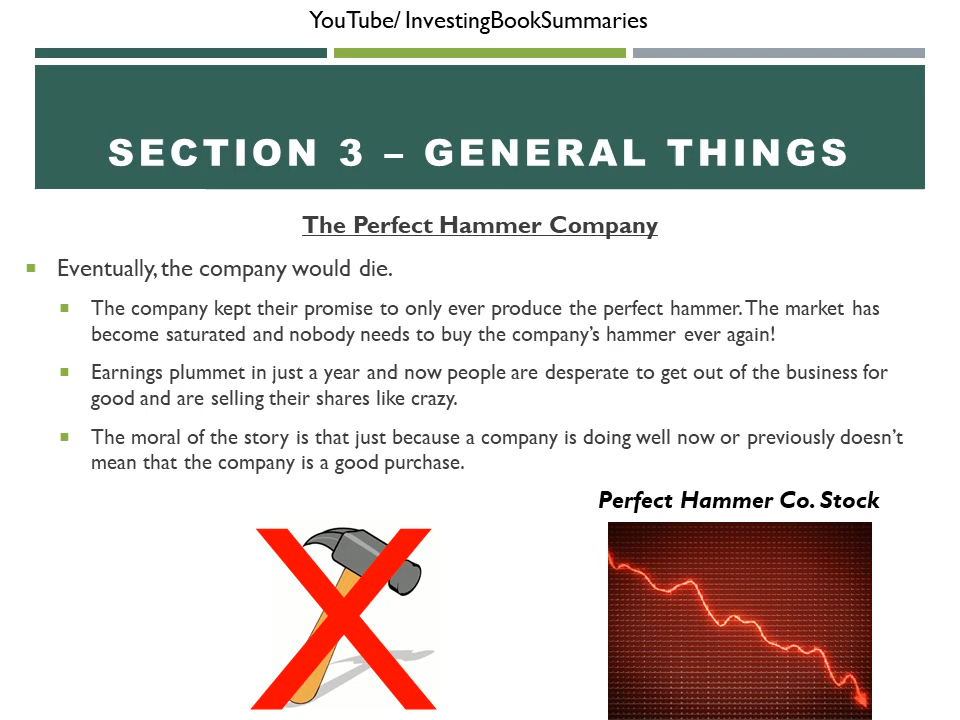 YouTube/ InvestingBookSummaries
SECTION 3 – GENERAL THINGS
The Perfect Hammer Company
Eventually, the company would die.
The company kept their promise to only ever produce the perfect hammer. The market has
become saturated and nobody needs to buy the company’s hammer ever again!
Earnings plummet in just a year and now people are desperate to get out of the business for
good and are selling their shares like crazy.
The moral of the story is that just because a company is doing well now or previously doesn’t
mean that the company is a good purchase.
Perfect Hammer Co. Stock